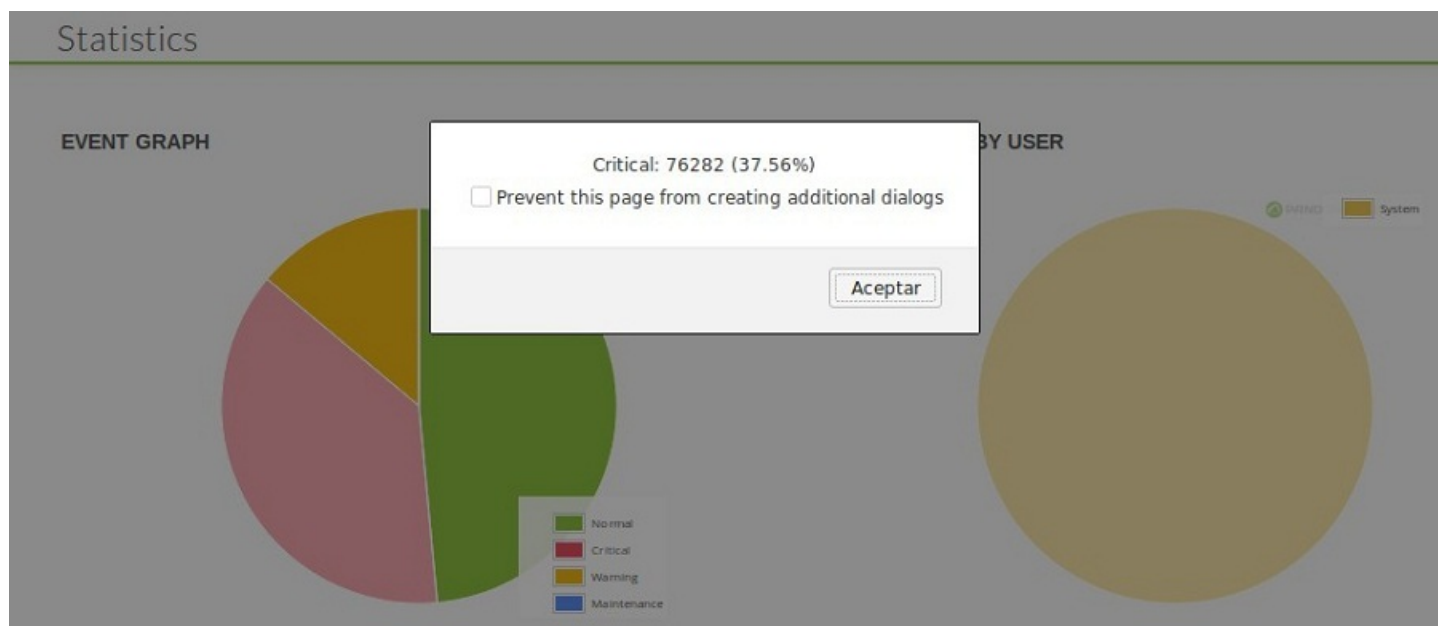 Statistics
EVENT GRAPH
BY USER
Critical: 76282 (37.56%)
Prevent this page from creating additional dialogs
Aceptar
System
Normal
Critical
Warning
Maintenance